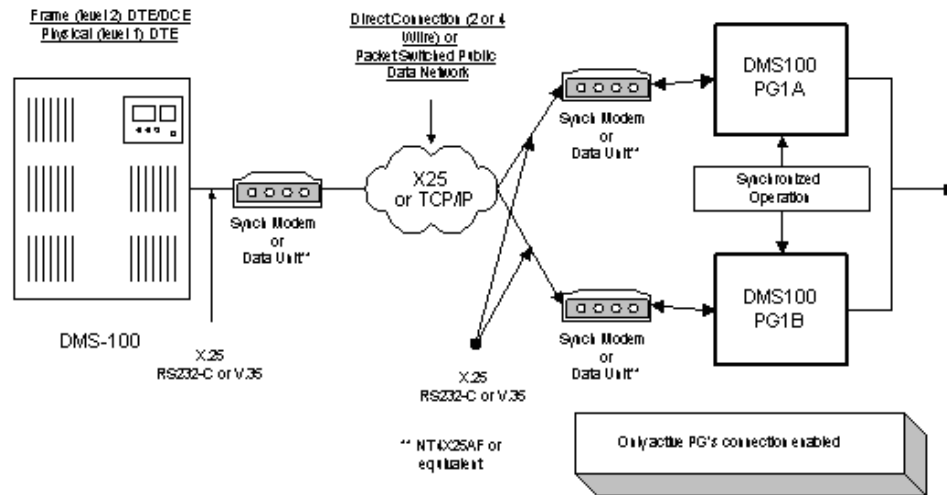 Frame (level 2) DTE/DCE
Physical (level 1) DTE
Direct Connection (2 or 4
Wire) or
Packet Switched Public
Data Network
DMS100
PG1A
Synch Modem
or
Data Unit**
X25
or TCP/IP
Synchronized
Operation
Synch Modem
or
Data Unit**
DMS100
PG1B
DMS-100
Synch Modem
or
Data Unit**
X.25
RS232-C or V.35
X.25
RS232-C or V.35
** NT4X25AF or
equivalent
Only active PG's connection enabled